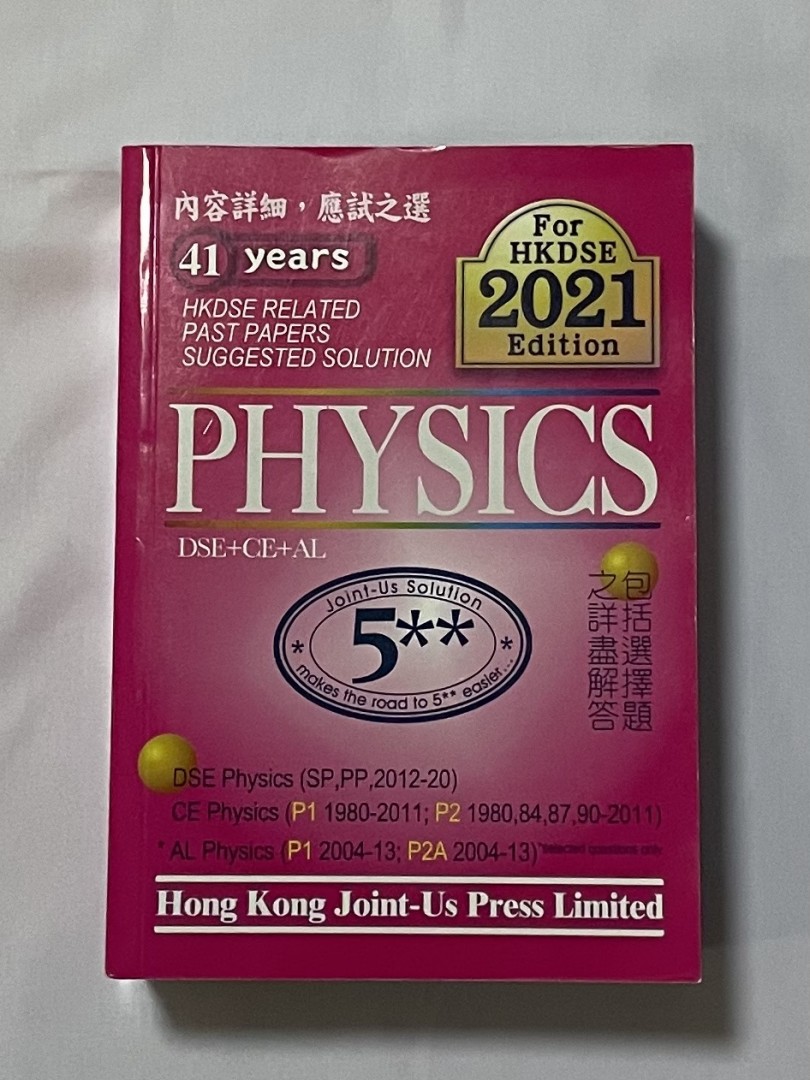 內容詳細，應試之選
41 years
HKDSE RELATED
PAST PAPERS
SUGGESTED SOLUTION
For
HKDSE
2021
Edition
PHYSICS
DSE+CE+AL
Joint-Us Solution
* 5** *
makes the road to 5** easier...
包括選擇題
之詳盡解答
DSE Physics (SP,PP,2012-20)
CE Physics (P1 1980-2011; P2 1980,84,87,90-2011)
* AL Physics (P1 2004-13; P2A 2004-13)*selected questions only
Hong Kong Joint-Us Press Limited